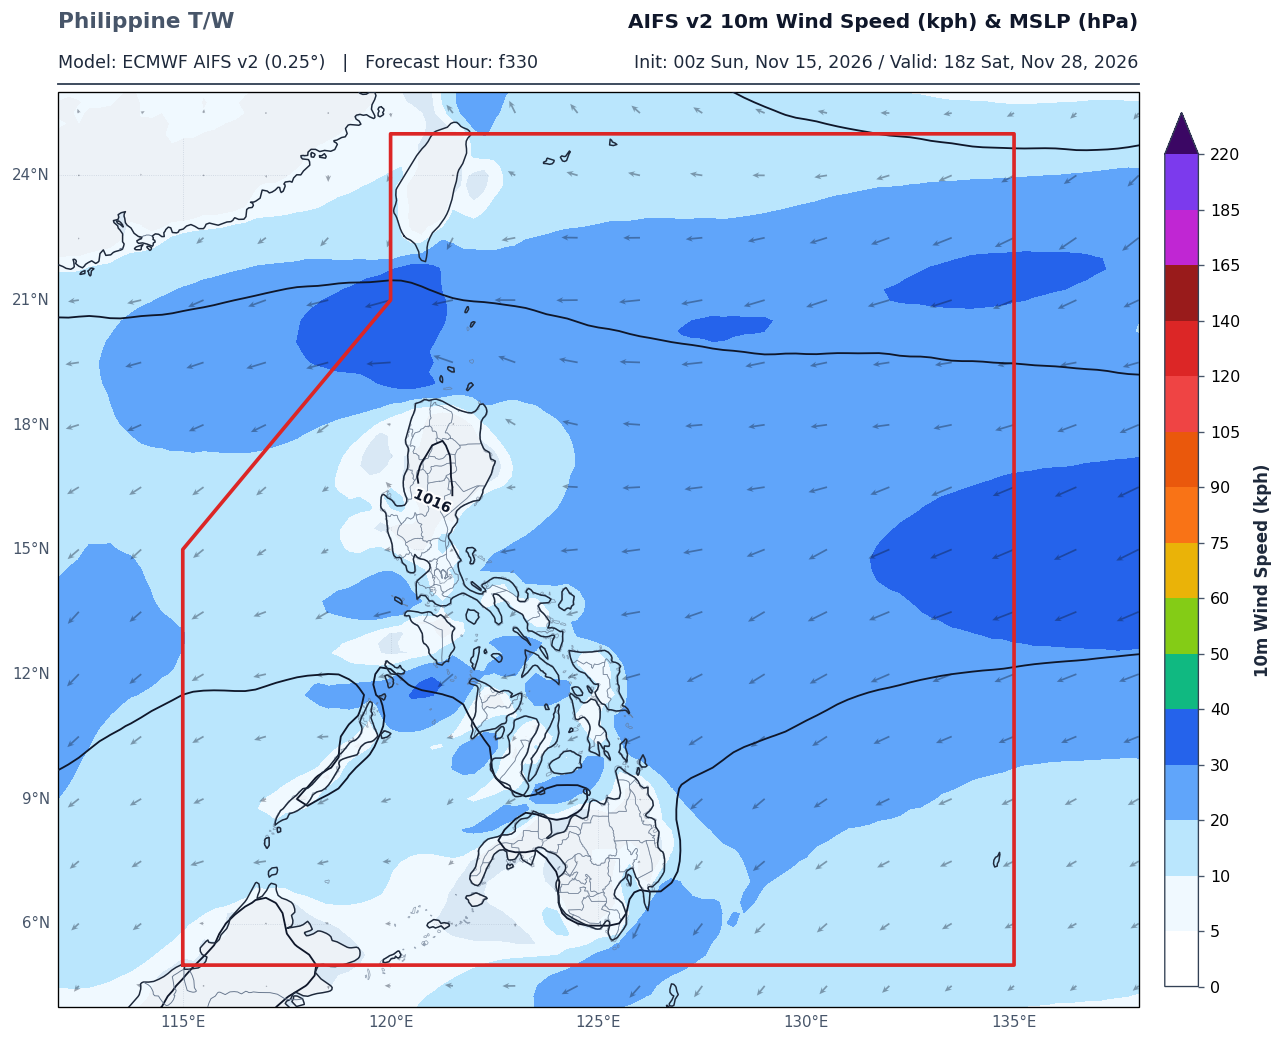 Philippine T/W
AIFS v2 10m Wind Speed (kph) & MSLP (hPa)
Model: ECMWF AIFS v2 (0.25°) | Forecast Hour: f330
Init: 00z Sun, Nov 15, 2026 / Valid: 18z Sat, Nov 28, 2026
24°N
21°N
18°N
15°N
12°N
9°N
6°N
1016
115°E
120°E
125°E
130°E
135°E
220
185
165
140
120
105
90
75
60
50
40
30
20
10
5
0
10m Wind Speed (kph)